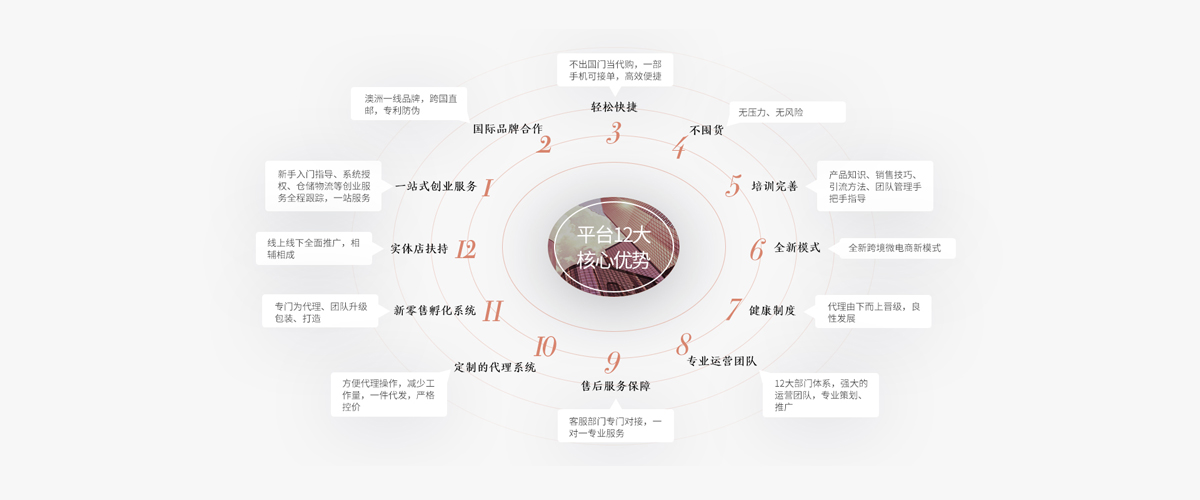 平台12大
核心优势
1
一站式创业服务
新手入门指导、系统授
权、仓储物流等创业服
务全程跟踪，一站服务
2
国际品牌合作
澳洲一线品牌，跨国直
邮，专利防伪
3
轻松快捷
不出国门当代购，一部
手机可接单，高效便捷
4
不囤货
无压力、无风险
5
培训完善
产品知识、销售技巧、
引流方法、团队管理手
把手指导
6
全新模式
全新跨境微电商新模式
7
健康制度
代理由下而上晋级，良
性发展
8
专业运营团队
12大部门体系，强大的
运营团队，专业策划、
推广
9
售后服务保障
客服部门专门对接，一
对一专业服务
10
定制的代理系统
方便代理操作，减少工
作量，一件代发，严格
控价
11
新零售孵化系统
专门为代理、团队升级
包装、打造
12
实体店扶持
线上线下全面推广，相
辅相成